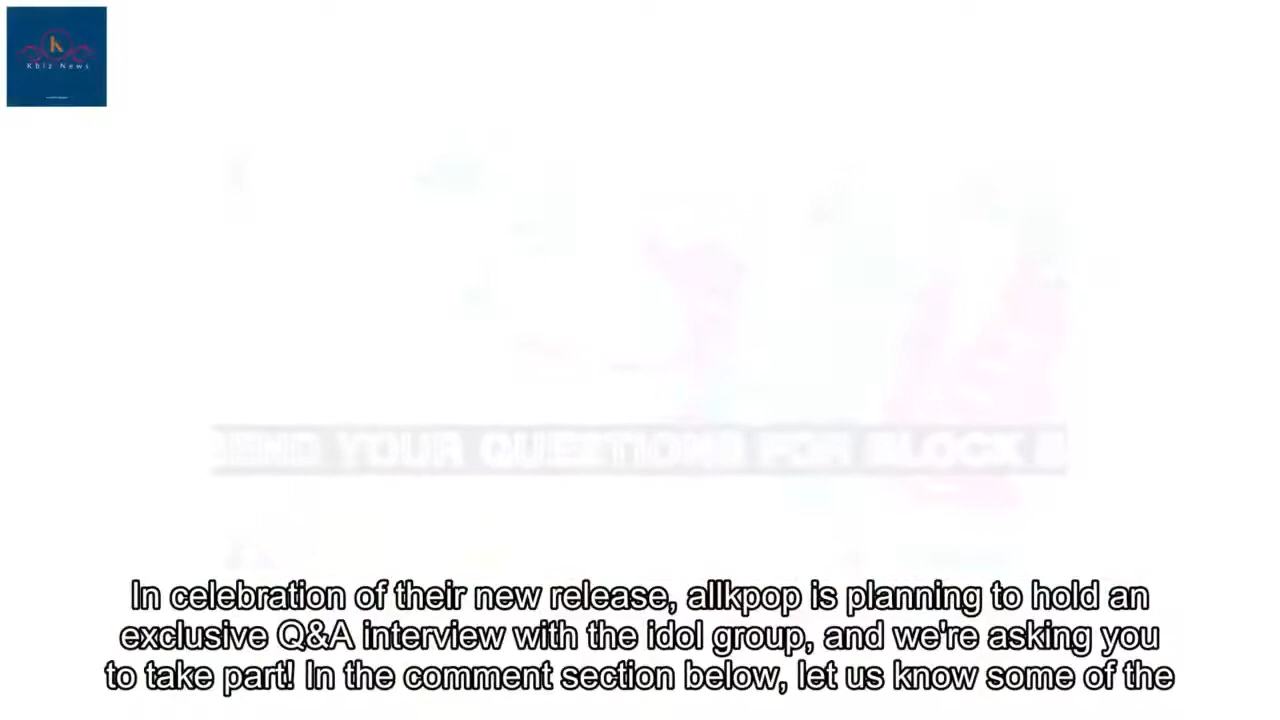 k
Kbiz News
SEND YOUR QUESTIONS FOR BLOCK B
In celebration of their new release, allkpop is planning to hold an
exclusive Q&A interview with the idol group, and we're asking you
to take part! In the comment section below, let us know some of the